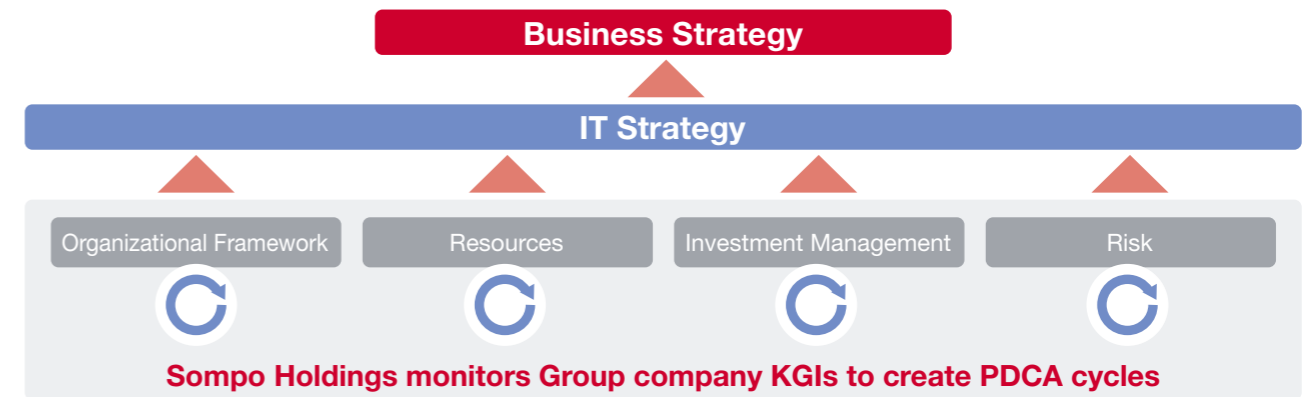 Business Strategy
IT Strategy
Organizational Framework
Resources
Investment Management
Risk
Sompo Holdings monitors Group company KGIs to create PDCA cycles